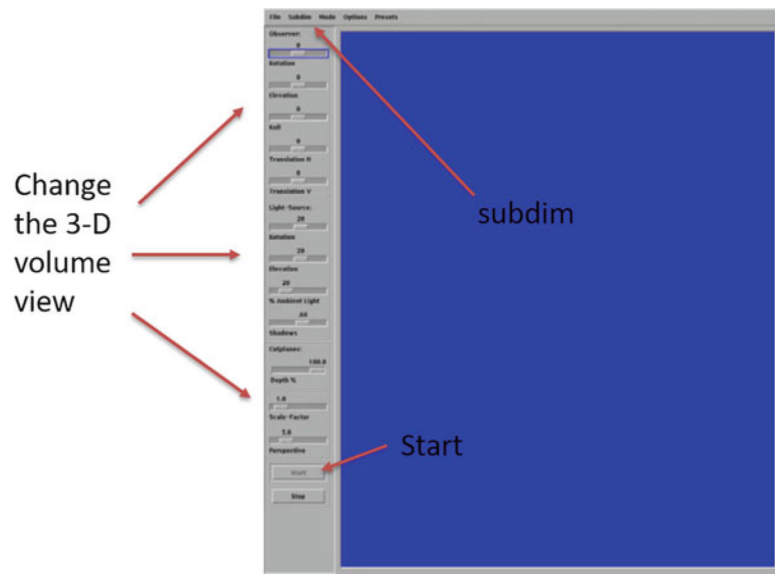 File Subdim Mode Options Presets
Observer:
0
Rotation
0
Elevation
0
Roll
0
Translation H
0
Translation V
Light-Source:
20
Rotation
20
Elevation
20
% Ambient Light
60
Shadows
Cutplanes:
100.0
Depth %
1.0
Scale-Factor
5.0
Perspective
Start
Stop
Change
the 3-D
volume
view
subdim
Start